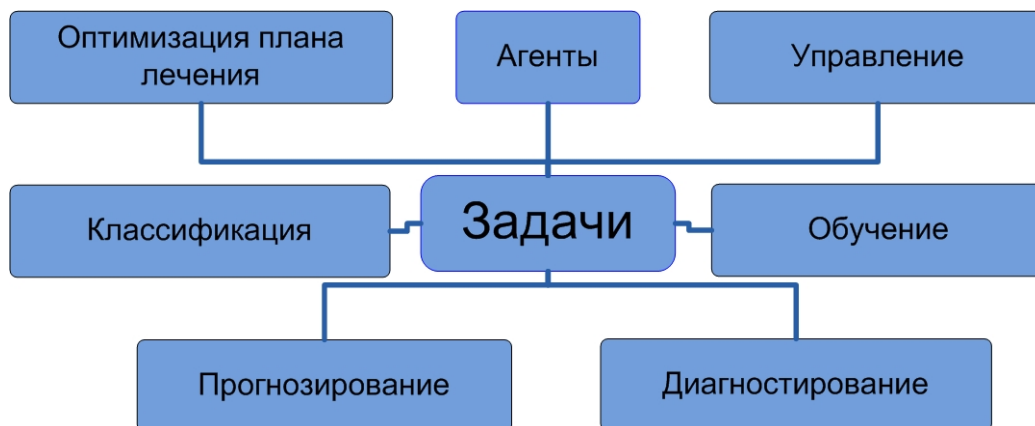 Оптимизация плана
лечения
Агенты
Управление
Классификация
Задачи
Обучение
Прогнозирование
Диагностирование